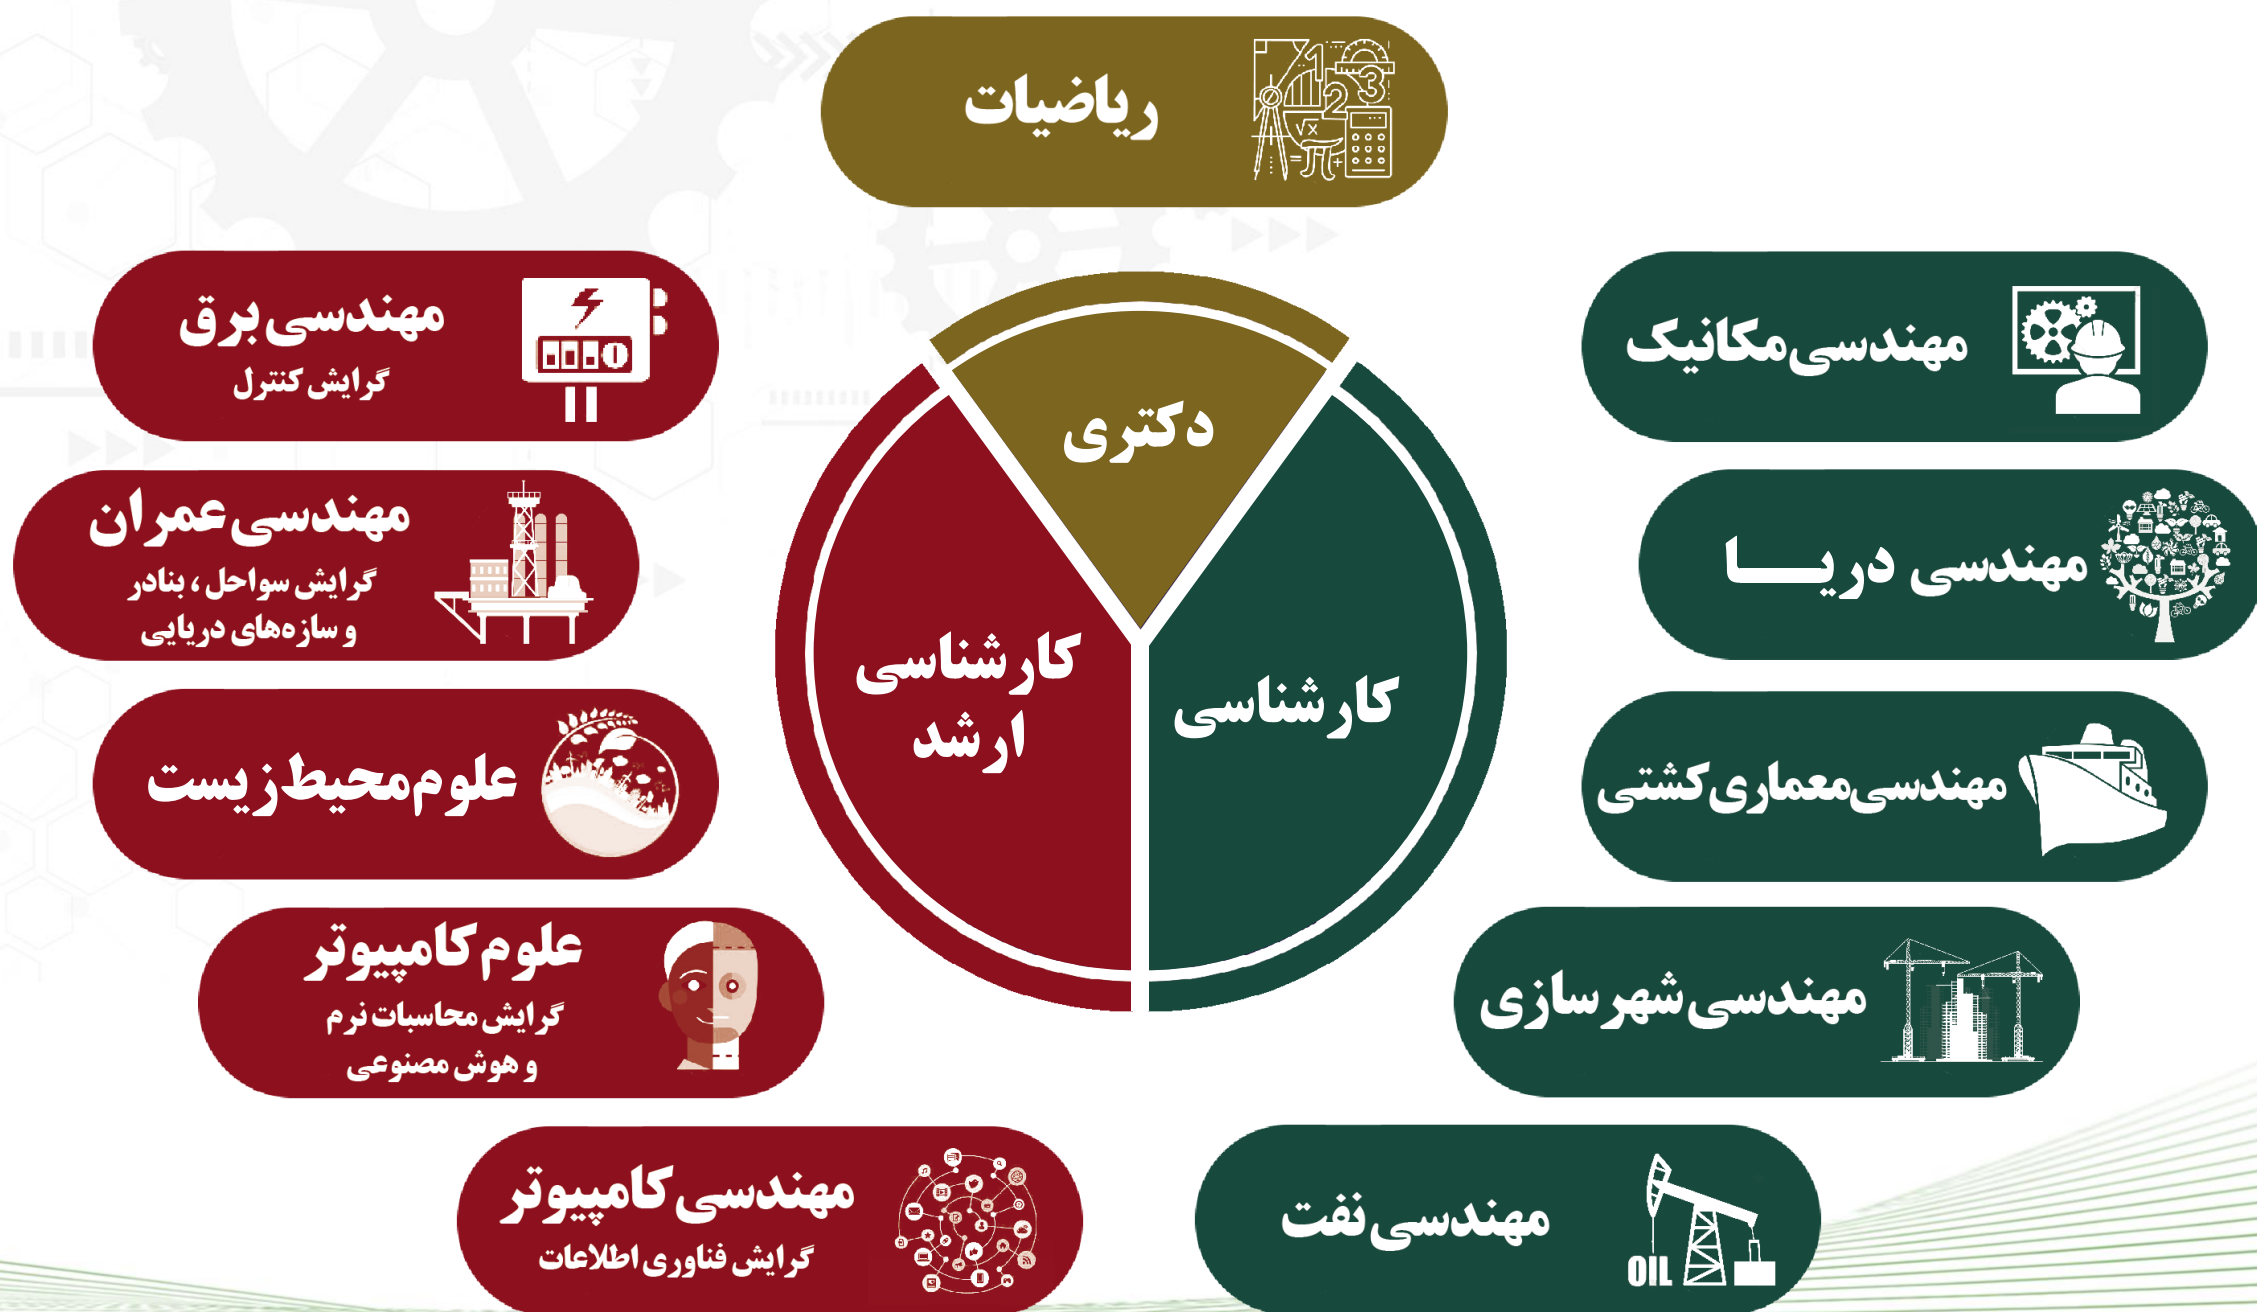 ریاضیات
دکتری
کارشناسی
مهندسی مکانیک
مهندسی دریـــا
مهندسی معماری کشتی
مهندسی شهرسازی
مهندسی نفت
OIL
کارشناسی
ارشد
مهندسی برق
گرایش کنترل
مهندسی عمران
گرایش سواحل، بنادر
و سازه‌های دریایی
علوم محیط زیست
علوم کامپیوتر
گرایش محاسبات نرم
و هوش مصنوعی
مهندسی کامپیوتر
گرایش فناوری اطلاعات